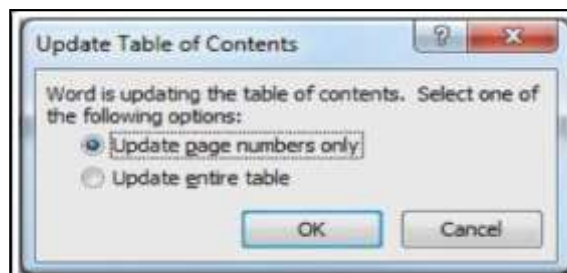 Update Table of Contents
Word is updating the table of contents. Select one of
the following options:
Update page numbers only
Update entire table
OK
Cancel